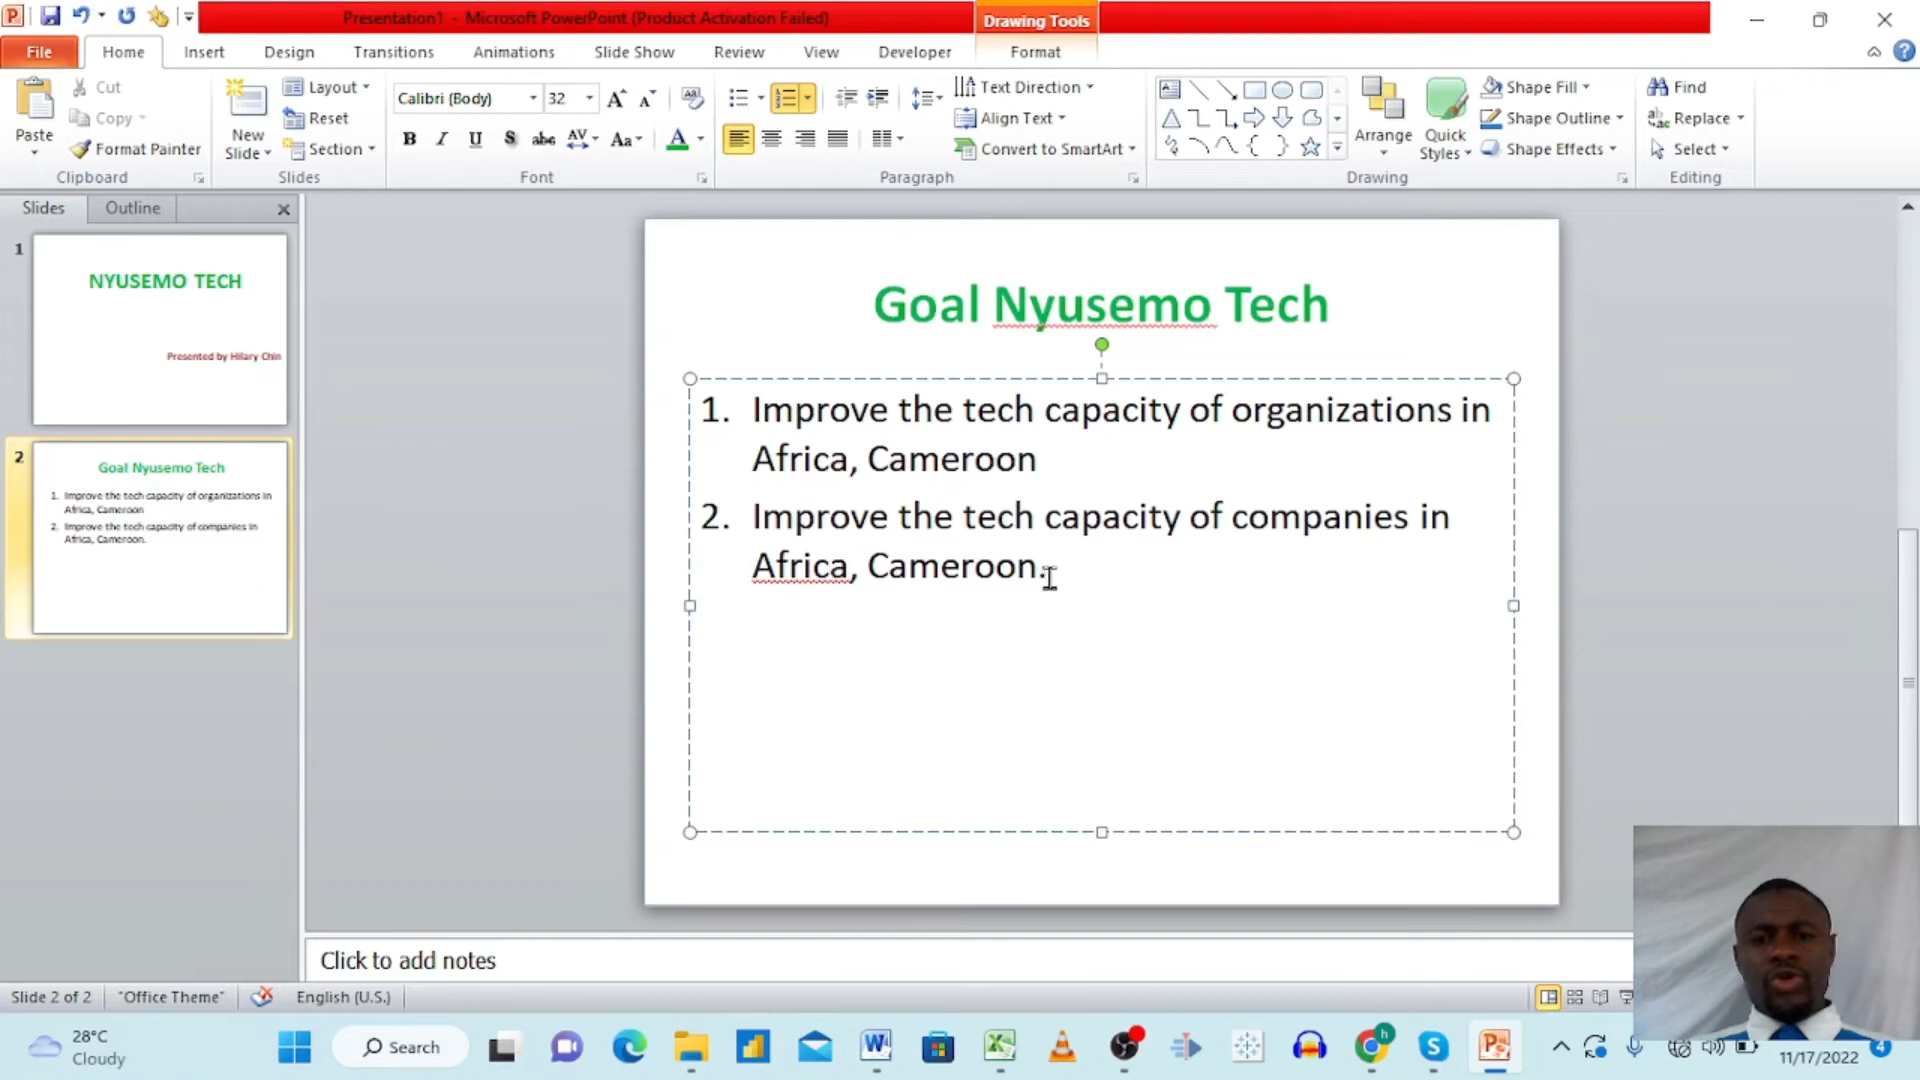 Presentation1 - Microsoft PowerPoint (Product Activation Failed)
Drawing Tools
File Home Insert Design Transitions Animations Slide Show Review View Developer Format
Cut
Copy
Format Painter
Paste
Clipboard
New
Slide
Layout
Reset
Section
Slides
Calibri (Body) 32
Font
Text Direction
Align Text
Convert to SmartArt
Paragraph
Arrange
Quick
Styles
Shape Fill
Shape Outline
Shape Effects
Drawing
Find
Replace
Select
Editing
Slides Outline
1
NYUSEMO TECH
Presented by Hilary Chin
2
Goal Nyusemo Tech
1. Improve the tech capacity of organizations in
Africa, Cameroon
2. Improve the tech capacity of companies in
Africa, Cameroon.
Goal Nyusemo Tech
1. Improve the tech capacity of organizations in
Africa, Cameroon
2. Improve the tech capacity of companies in
Africa, Cameroon.
Click to add notes
Slide 2 of 2 "Office Theme" English (U.S.)
28°C
Cloudy
Search
11/17/2022
4